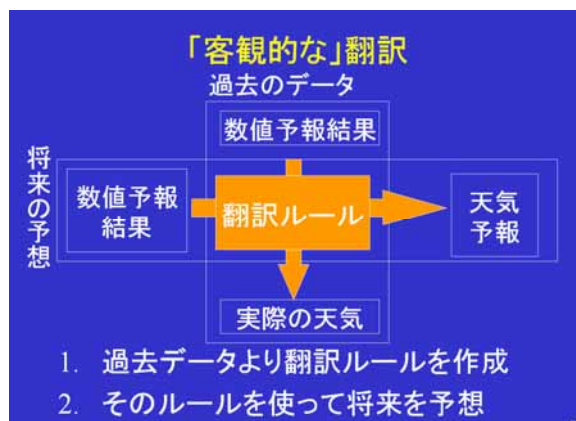 「客観的な」翻訳
過去のデータ
数値予報結果
将来の予想
数値予報
結果
翻訳ルール
天気
予報
実際の天気
1. 過去データより翻訳ルールを作成
2. そのルールを使って将来を予想